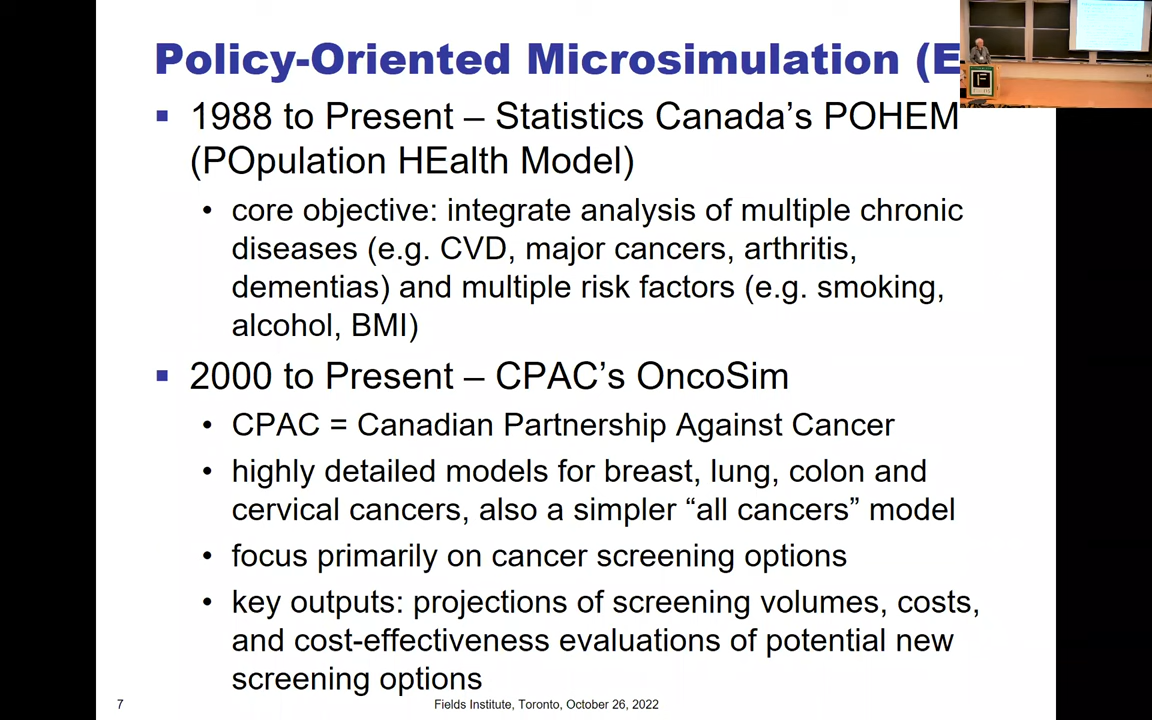 Policy-Oriented Microsimulation (E
▪ 1988 to Present – Statistics Canada’s POHEM
(POpulation HEalth Model)
• core objective: integrate analysis of multiple chronic
diseases (e.g. CVD, major cancers, arthritis,
dementias) and multiple risk factors (e.g. smoking,
alcohol, BMI)
▪ 2000 to Present – CPAC’s OncoSim
• CPAC = Canadian Partnership Against Cancer
• highly detailed models for breast, lung, colon and
cervical cancers, also a simpler “all cancers” model
• focus primarily on cancer screening options
• key outputs: projections of screening volumes, costs,
and cost-effectiveness evaluations of potential new
screening options
7
Fields Institute, Toronto, October 26, 2022